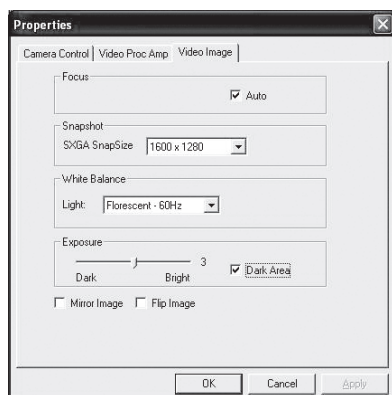 Properties
Camera Control Video Proc Amp Video Image
Focus
Auto
Snapshot
SXGA SnapSize 1600 x 1280
White Balance
Light: Florescent - 60Hz
Exposure
3
Dark Bright Dark Area
Mirror Image Flip Image
OK Cancel Apply